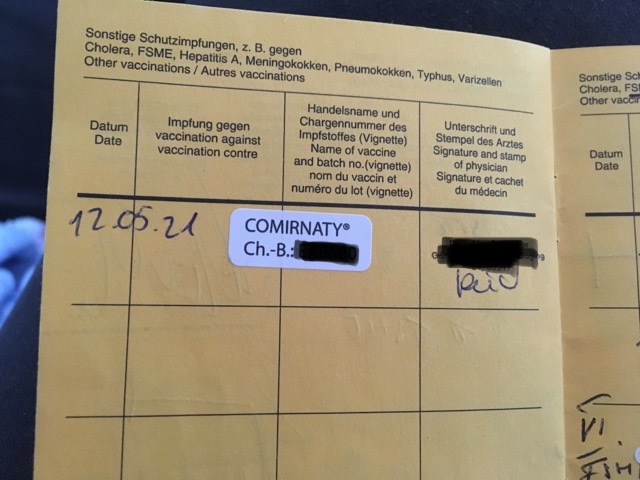 Sonstige Schutzimpfungen, z. B. gegen
Cholera, FSME, Hepatitis A, Meningokokken, Pneumokokken, Typhus, Varizellen
Other vaccinations / Autres vaccinations
Datum
Date
Impfung gegen
vaccination against
vaccination contre
Handelsname und
Chargennummer des
Impfstoffes (Vignette)
Name of vaccine
and batch no.(vignette)
nom du vaccin et
numéro du lot (vignette)
Unterschrift und
Stempel des Arztes
Signature and stamp
of physician
Signature et cachet
du médecin
12.05.21
COMIRNATY®
Ch.-B.:
Sonstige
Cholera,
Other
Datum
Date
VI.